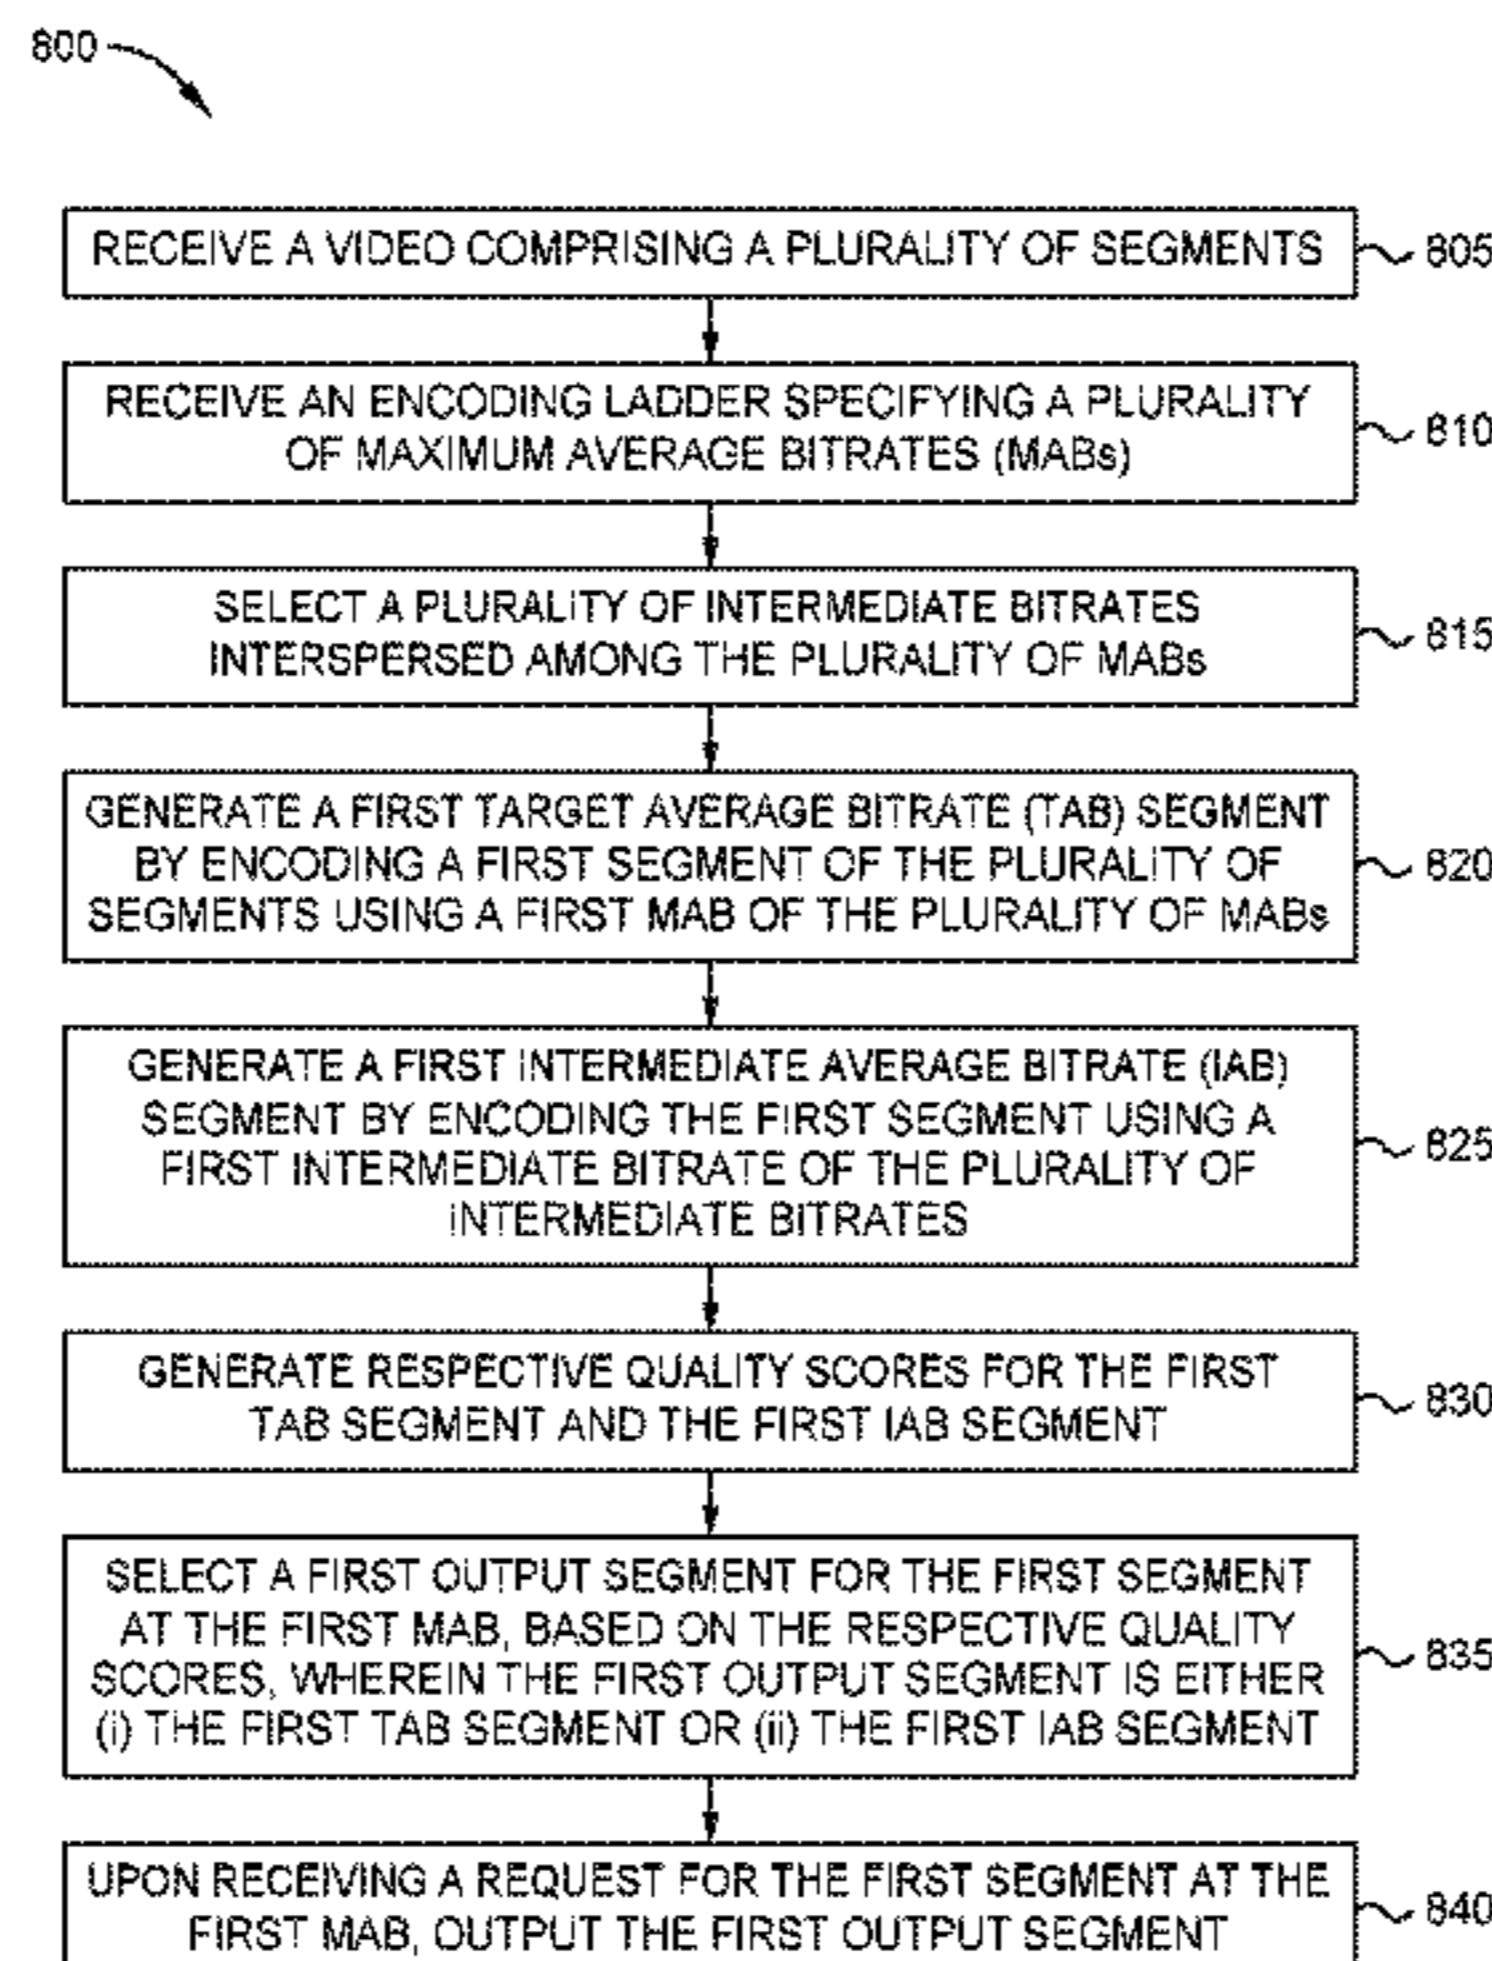 800
RECEIVE A VIDEO COMPRISING A PLURALITY OF SEGMENTS
805
RECEIVE AN ENCODING LADDER SPECIFYING A PLURALITY
OF MAXIMUM AVERAGE BITRATES (MABs)
810
SELECT A PLURALITY OF INTERMEDIATE BITRATES
INTERSPERSED AMONG THE PLURALITY OF MABs
815
GENERATE A FIRST TARGET AVERAGE BITRATE (TAB) SEGMENT
BY ENCODING A FIRST SEGMENT OF THE PLURALITY OF
SEGMENTS USING A FIRST MAB OF THE PLURALITY OF MABs
820
GENERATE A FIRST INTERMEDIATE AVERAGE BITRATE (IAB)
SEGMENT BY ENCODING THE FIRST SEGMENT USING A
FIRST INTERMEDIATE BITRATE OF THE PLURALITY OF
INTERMEDIATE BITRATES
825
GENERATE RESPECTIVE QUALITY SCORES FOR THE FIRST
TAB SEGMENT AND THE FIRST IAB SEGMENT
830
SELECT A FIRST OUTPUT SEGMENT FOR THE FIRST SEGMENT
AT THE FIRST MAB, BASED ON THE RESPECTIVE QUALITY
SCORES, WHEREIN THE FIRST OUTPUT SEGMENT IS EITHER
(i) THE FIRST TAB SEGMENT OR (ii) THE FIRST IAB SEGMENT
835
UPON RECEIVING A REQUEST FOR THE FIRST SEGMENT AT THE
FIRST MAB, OUTPUT THE FIRST OUTPUT SEGMENT
840